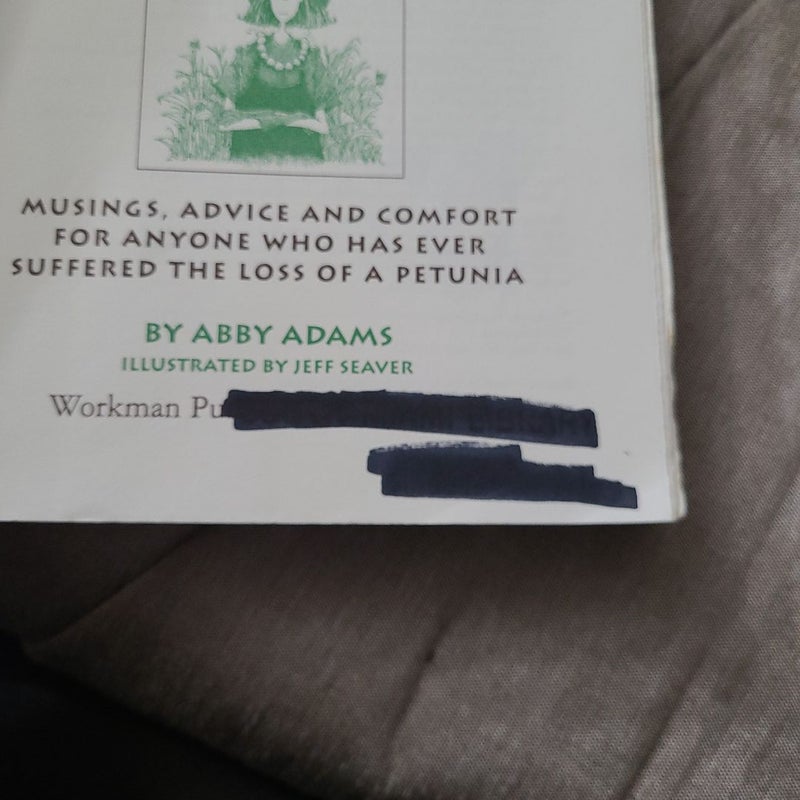 MUSINGS, ADVICE AND COMFORT
FOR ANYONE WHO HAS EVER
SUFFERED THE LOSS OF A PETUNIA
BY ABBY ADAMS
ILLUSTRATED BY JEFF SEAVER
Workman Pu